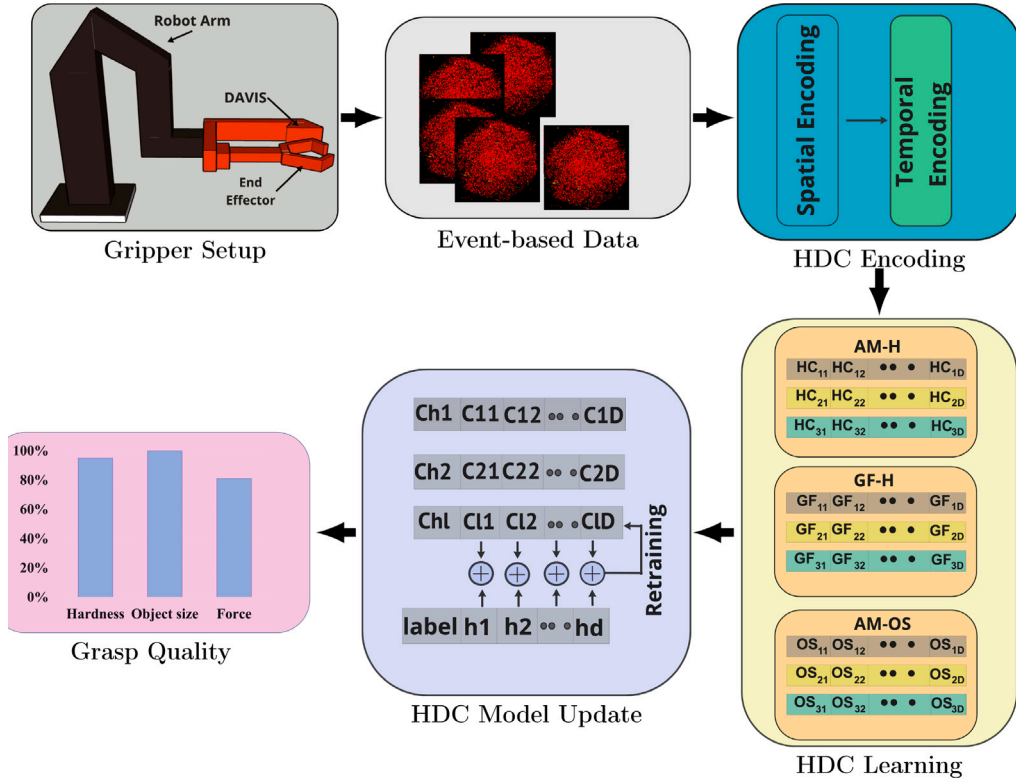 Robot Arm
DAVIS
End
Effector
Gripper Setup
Event-based Data
Spatial Encoding
Temporal
Encoding
HDC Encoding
AM-H
HC11 HC12 •• • HC1D
HC21 HC22 •• • HC2D
HC31 HC32 •• • HC3D
GF-H
GF11 GF12 •• • GF1D
GF21 GF22 •• • GF2D
GF31 GF32 •• • GF3D
AM-OS
OS11 OS12 •• • OS1D
OS21 OS22 •• • OS2D
OS31 OS32 •• • OS3D
HDC Learning
Ch1 C11 C12 •• • C1D
Ch2 C21 C22 •• • C2D
Chl Cl1 Cl2 •• • ClD
+ + + +
label h1 h2 •• • hd
Retraining
HDC Model Update
100%
80%
60%
40%
20%
0%
Hardness Object size Force
Grasp Quality